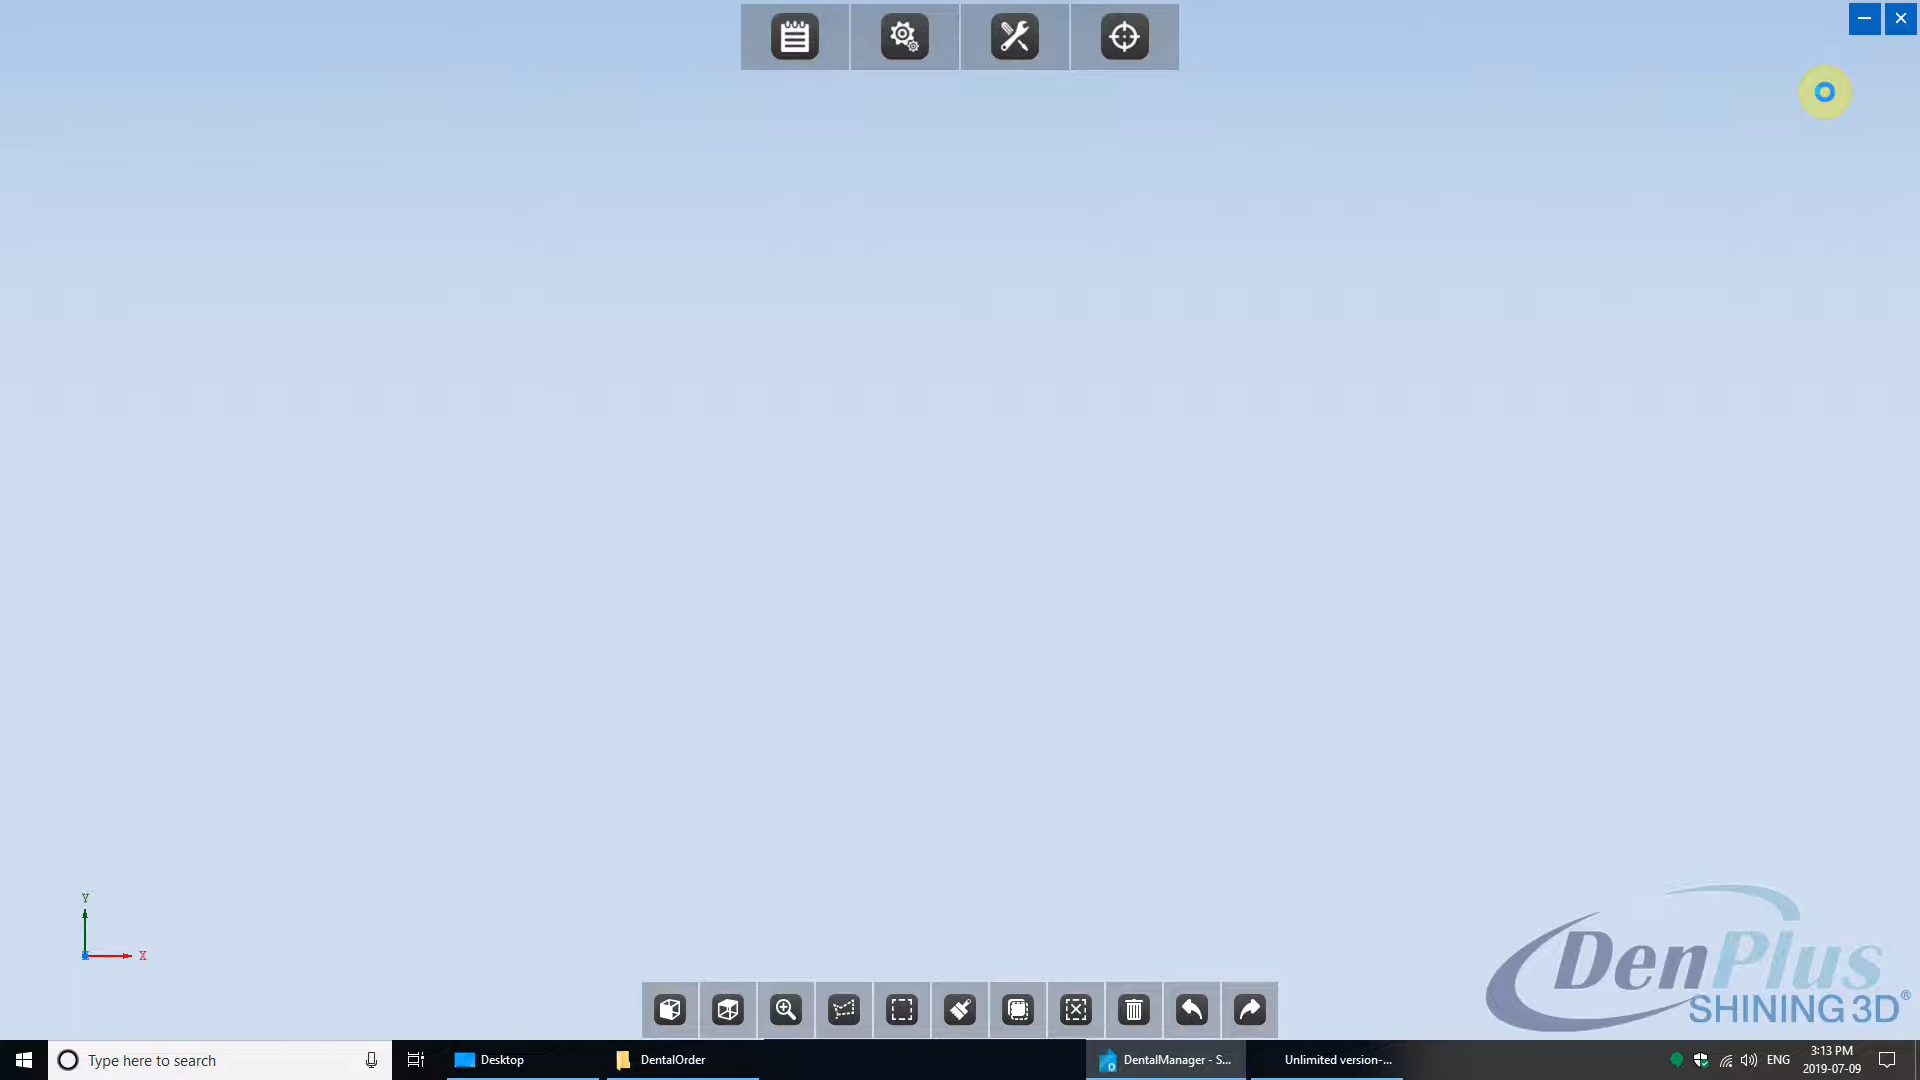 Y
X
DenPlus
SHINING 3D®
Type here to search
Desktop
DentalOrder
DentalManager - S...
Unlimited version-...
ENG
3:13 PM
2019-07-09